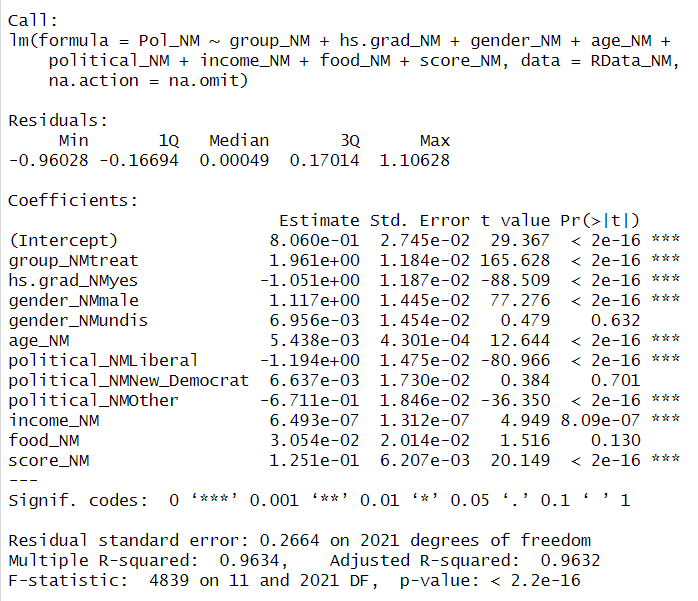 Call:
lm(formula = Pol_NM ~ group_NM + hs.grad_NM + gender_NM + age_NM +
    political_NM + income_NM + food_NM + score_NM, data = RData_NM,
    na.action = na.omit)

Residuals:
     Min       1Q   Median       3Q      Max
-0.96028 -0.16694  0.00049  0.17014  1.10628

Coefficients:
                           Estimate Std. Error t value Pr(>|t|)
(Intercept)               8.060e-01  2.745e-02  29.367  < 2e-16 ***
group_NMtreat             1.961e+00  1.184e-02 165.628  < 2e-16 ***
hs.grad_NMyes            -1.051e+00  1.187e-02 -88.509  < 2e-16 ***
gender_NMmale             1.117e+00  1.445e-02  77.276  < 2e-16 ***
gender_NMundis            6.956e-03  1.454e-02   0.479    0.632
age_NM                    5.438e-03  4.301e-04  12.644  < 2e-16 ***
political_NMLiberal      -1.194e+00  1.475e-02 -80.966  < 2e-16 ***
political_NMNew_Democrat  6.637e-03  1.730e-02   0.384    0.701
political_NMOther        -6.711e-01  1.846e-02 -36.350  < 2e-16 ***
income_NM                 6.493e-07  1.312e-07   4.949 8.09e-07 ***
food_NM                   3.054e-02  2.014e-02   1.516    0.130
score_NM                  1.251e-01  6.207e-03  20.149  < 2e-16 ***
---
Signif. codes:  0 ‘***’ 0.001 ‘**’ 0.01 ‘*’ 0.05 ‘.’ 0.1 ‘ ’ 1

Residual standard error: 0.2664 on 2021 degrees of freedom
Multiple R-squared:  0.9634,    Adjusted R-squared:  0.9632
F-statistic:  4839 on 11 and 2021 DF,  p-value: < 2.2e-16